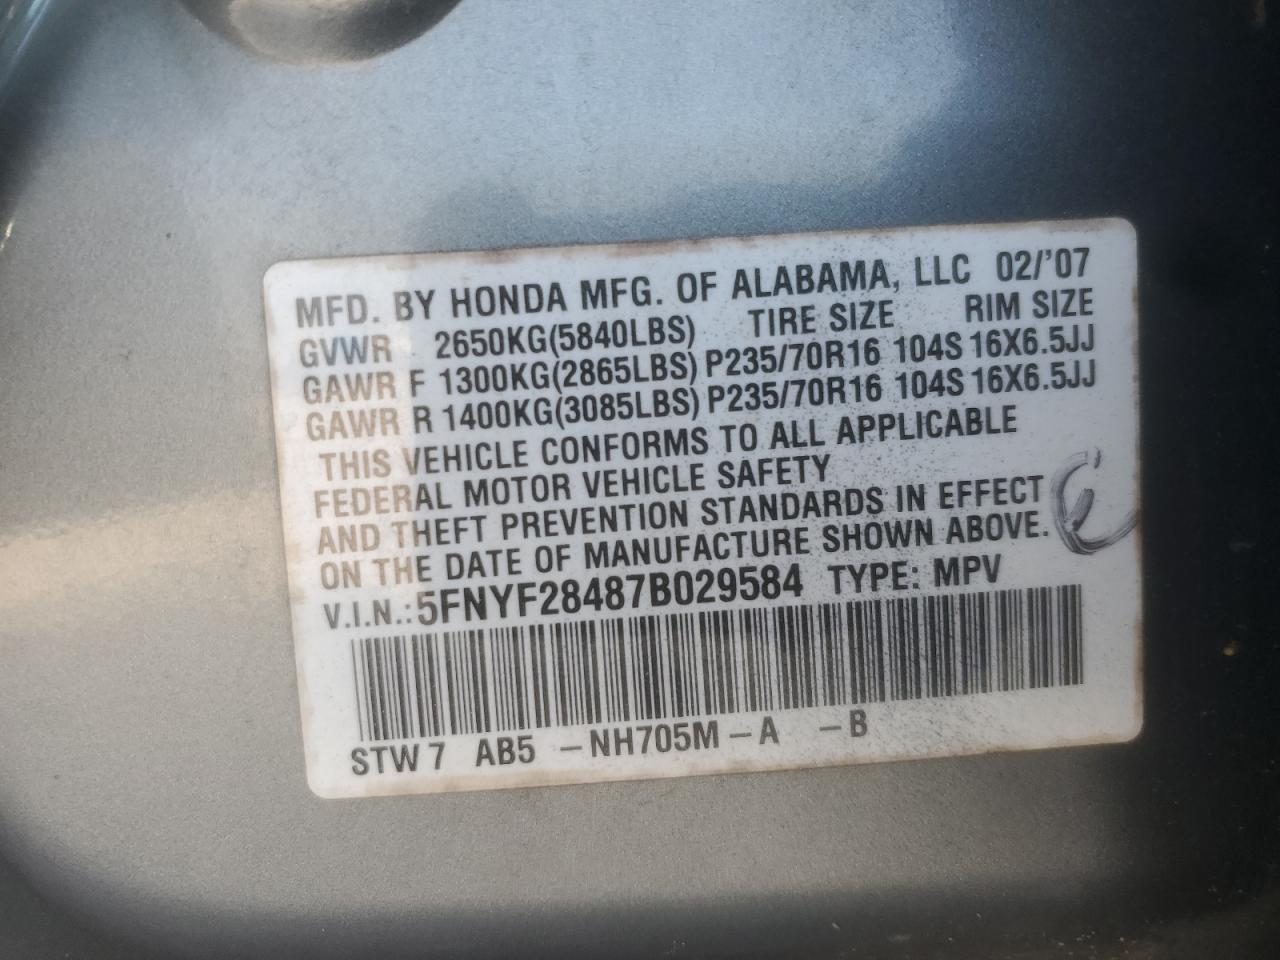 MFD. BY HONDA MFG. OF ALABAMA, LLC 02/'07
GVWR 2650KG(5840LBS) TIRE SIZE RIM SIZE
GAWR F 1300KG(2865LBS) P235/70R16 104S 16X6.5JJ
GAWR R 1400KG(3085LBS) P235/70R16 104S 16X6.5JJ
THIS VEHICLE CONFORMS TO ALL APPLICABLE
FEDERAL MOTOR VEHICLE SAFETY
AND THEFT PREVENTION STANDARDS IN EFFECT
ON THE DATE OF MANUFACTURE SHOWN ABOVE.
V.I.N.: 5FNYF28487B029584 TYPE: MPV
STW7 AB5 -NH705M-A -B